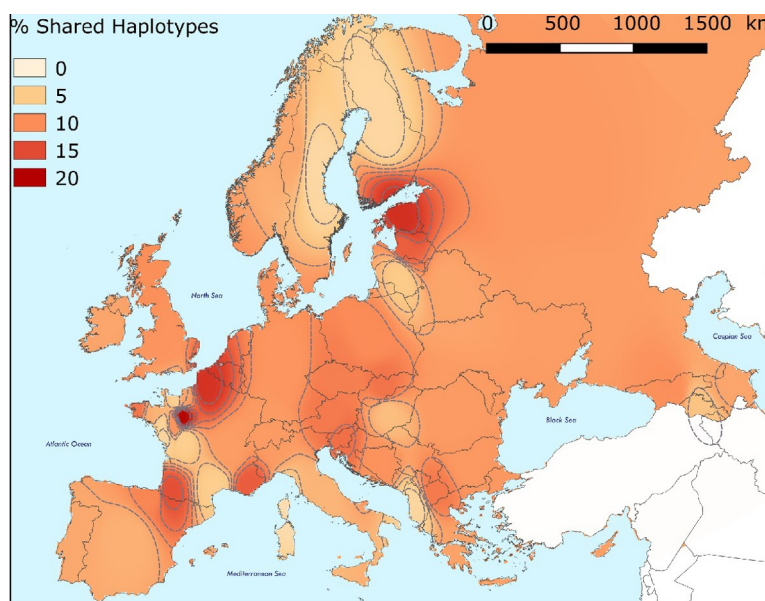 % Shared Haplotypes
0 500 1000 1500 km
0
5
10
15
20
North Sea
Caspian Sea
Black Sea
Atlantic Ocean
Mediterranean Sea